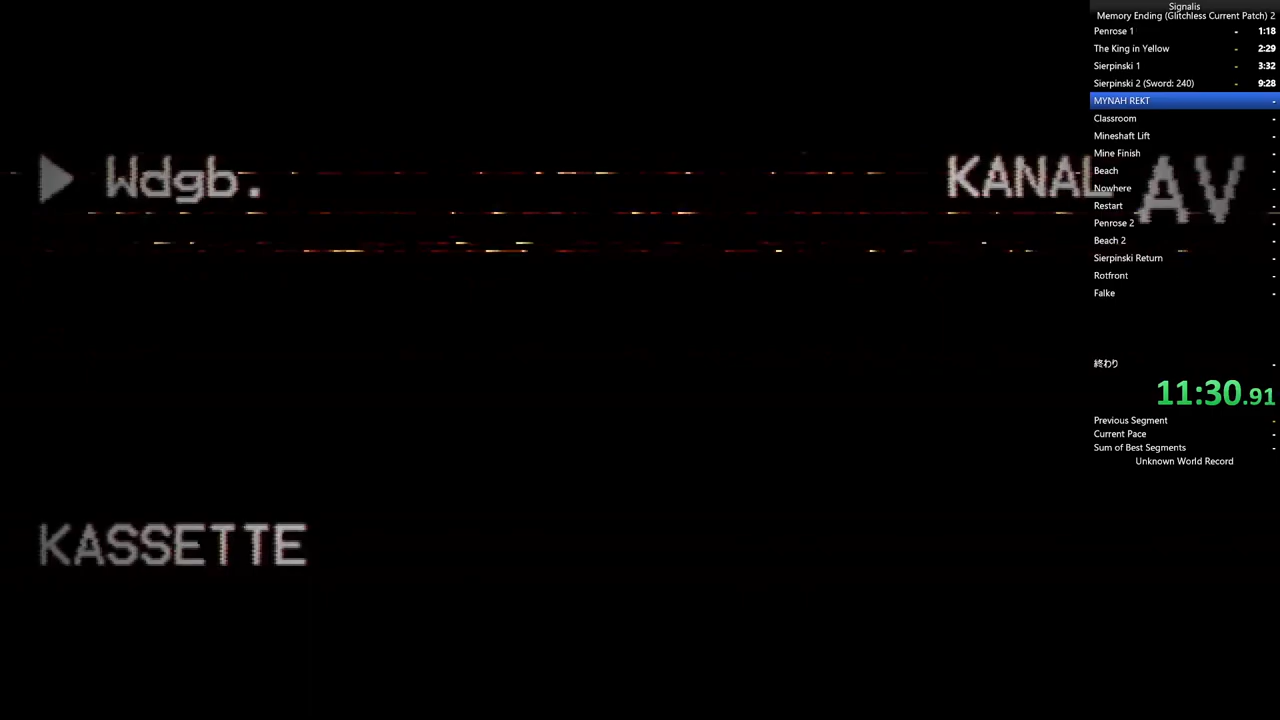 Signalis
Memory Ending (Glitchless Current Patch) 2
Penrose 1 - 1:18
The King in Yellow - 2:29
Sierpinski 1 - 3:32
Sierpinski 2 (Sword: 240) - 9:28
MYNAH REKT -
Classroom -
Mineshaft Lift -
Mine Finish -
Beach -
Nowhere -
Restart -
Penrose 2 -
Beach 2 -
Sierpinski Return -
Rotfront -
Falke -
終わり -
11:30.91
Previous Segment -
Current Pace -
Sum of Best Segments -
Unknown World Record
Wdgb.
KANAL AV
KASSETTE